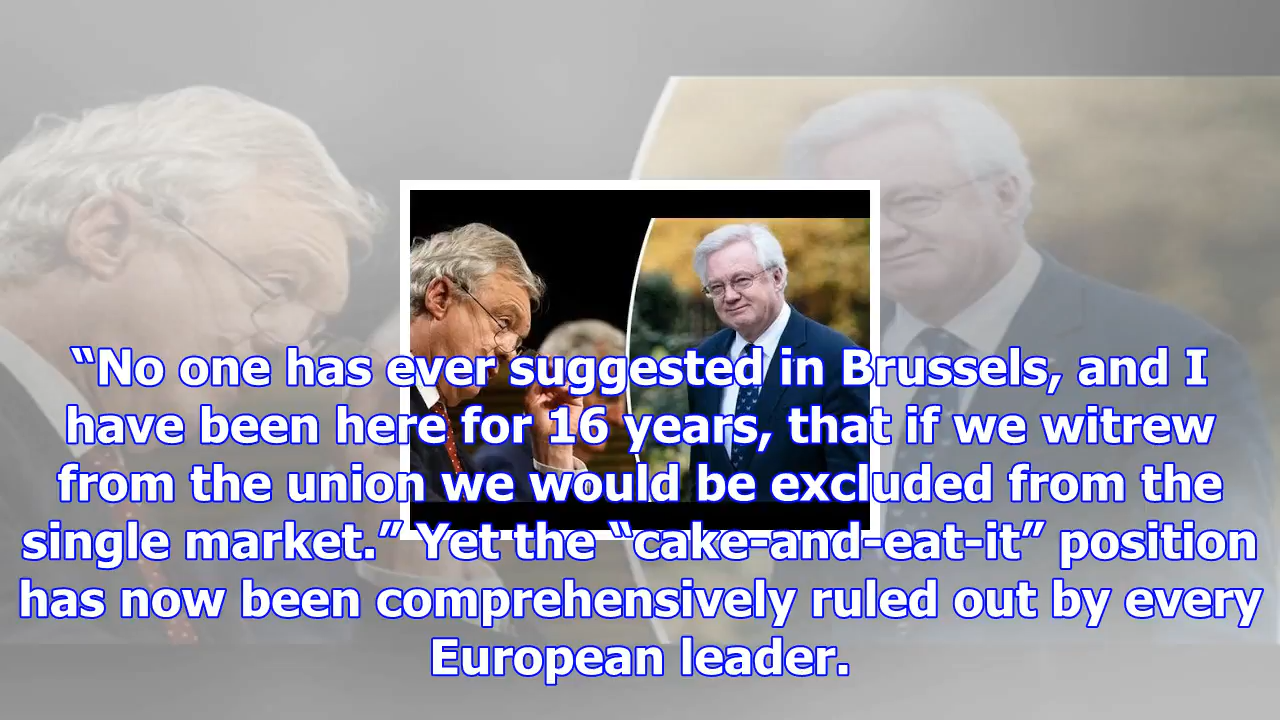 “No one has ever suggested in Brussels, and I
have been here for 16 years, that if we witrew
from the union we would be excluded from the
single market.” Yet the “cake-and-eat-it” position
has now been comprehensively ruled out by every
European leader.